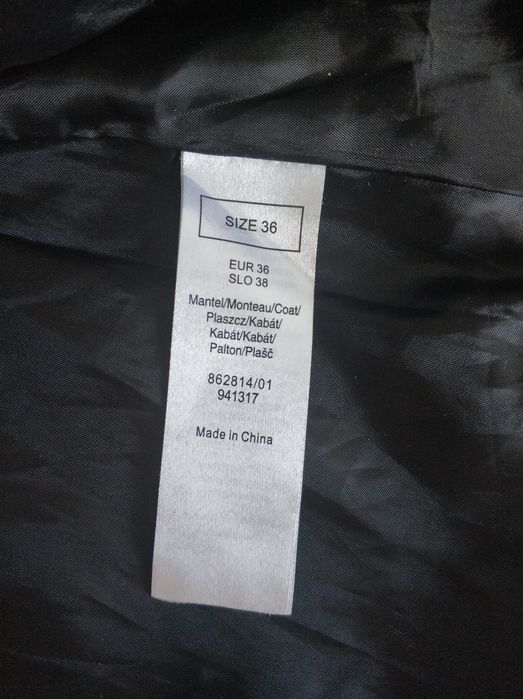 SIZE 36
EUR 36
SLO 38
Mantel/Monteau/Coat/
Plaszcz/Kabát/
Kabát/Kabát/
Palton/Plašč
862814/01
941317
Made in China